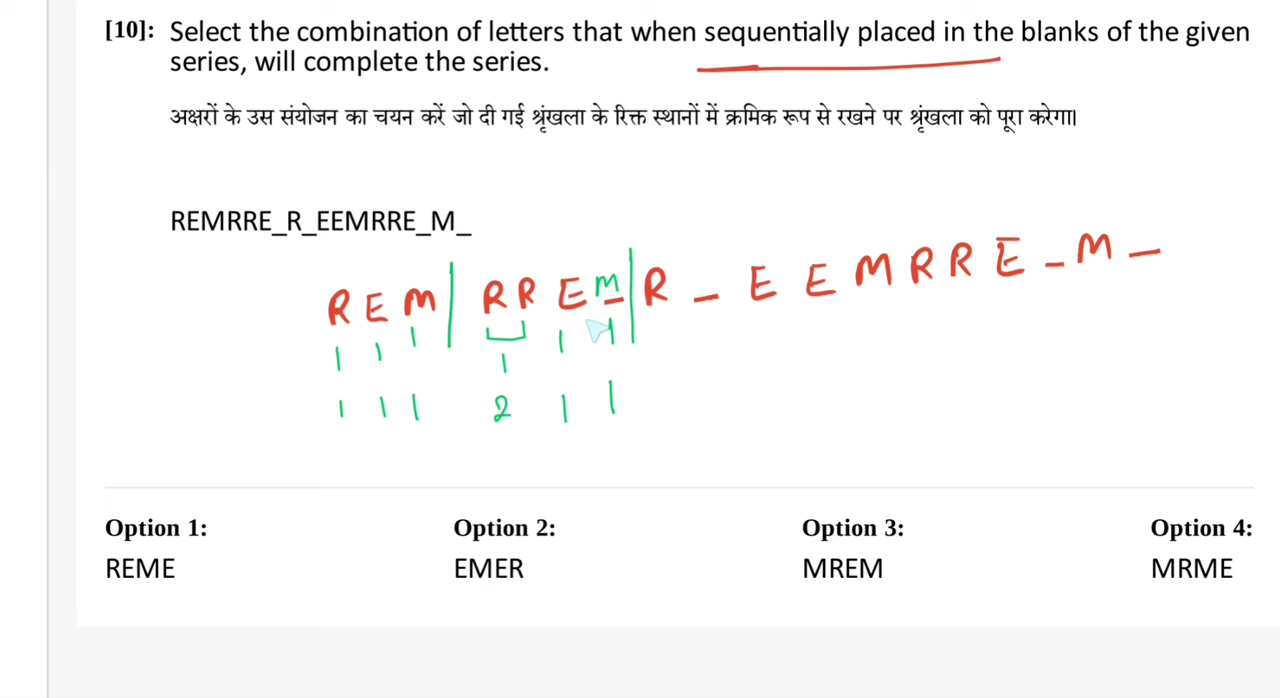 [10]: Select the combination of letters that when sequentially placed in the blanks of the given
series, will complete the series.
अक्षरों के उस संयोजन का चयन करें जो दी गई श्रृंखला के रिक्त स्थानों में क्रमिक रूप से रखने पर श्रृंखला को पूरा करेगा।
REMRRE_R_EEMRRE_M_
R E M | R R E M | R _ E E M R R E _ M _
1 1 1 1 1 1
1 1 1 2 1 1
Option 1: Option 2: Option 3: Option 4:
REME EMER MREM MRME